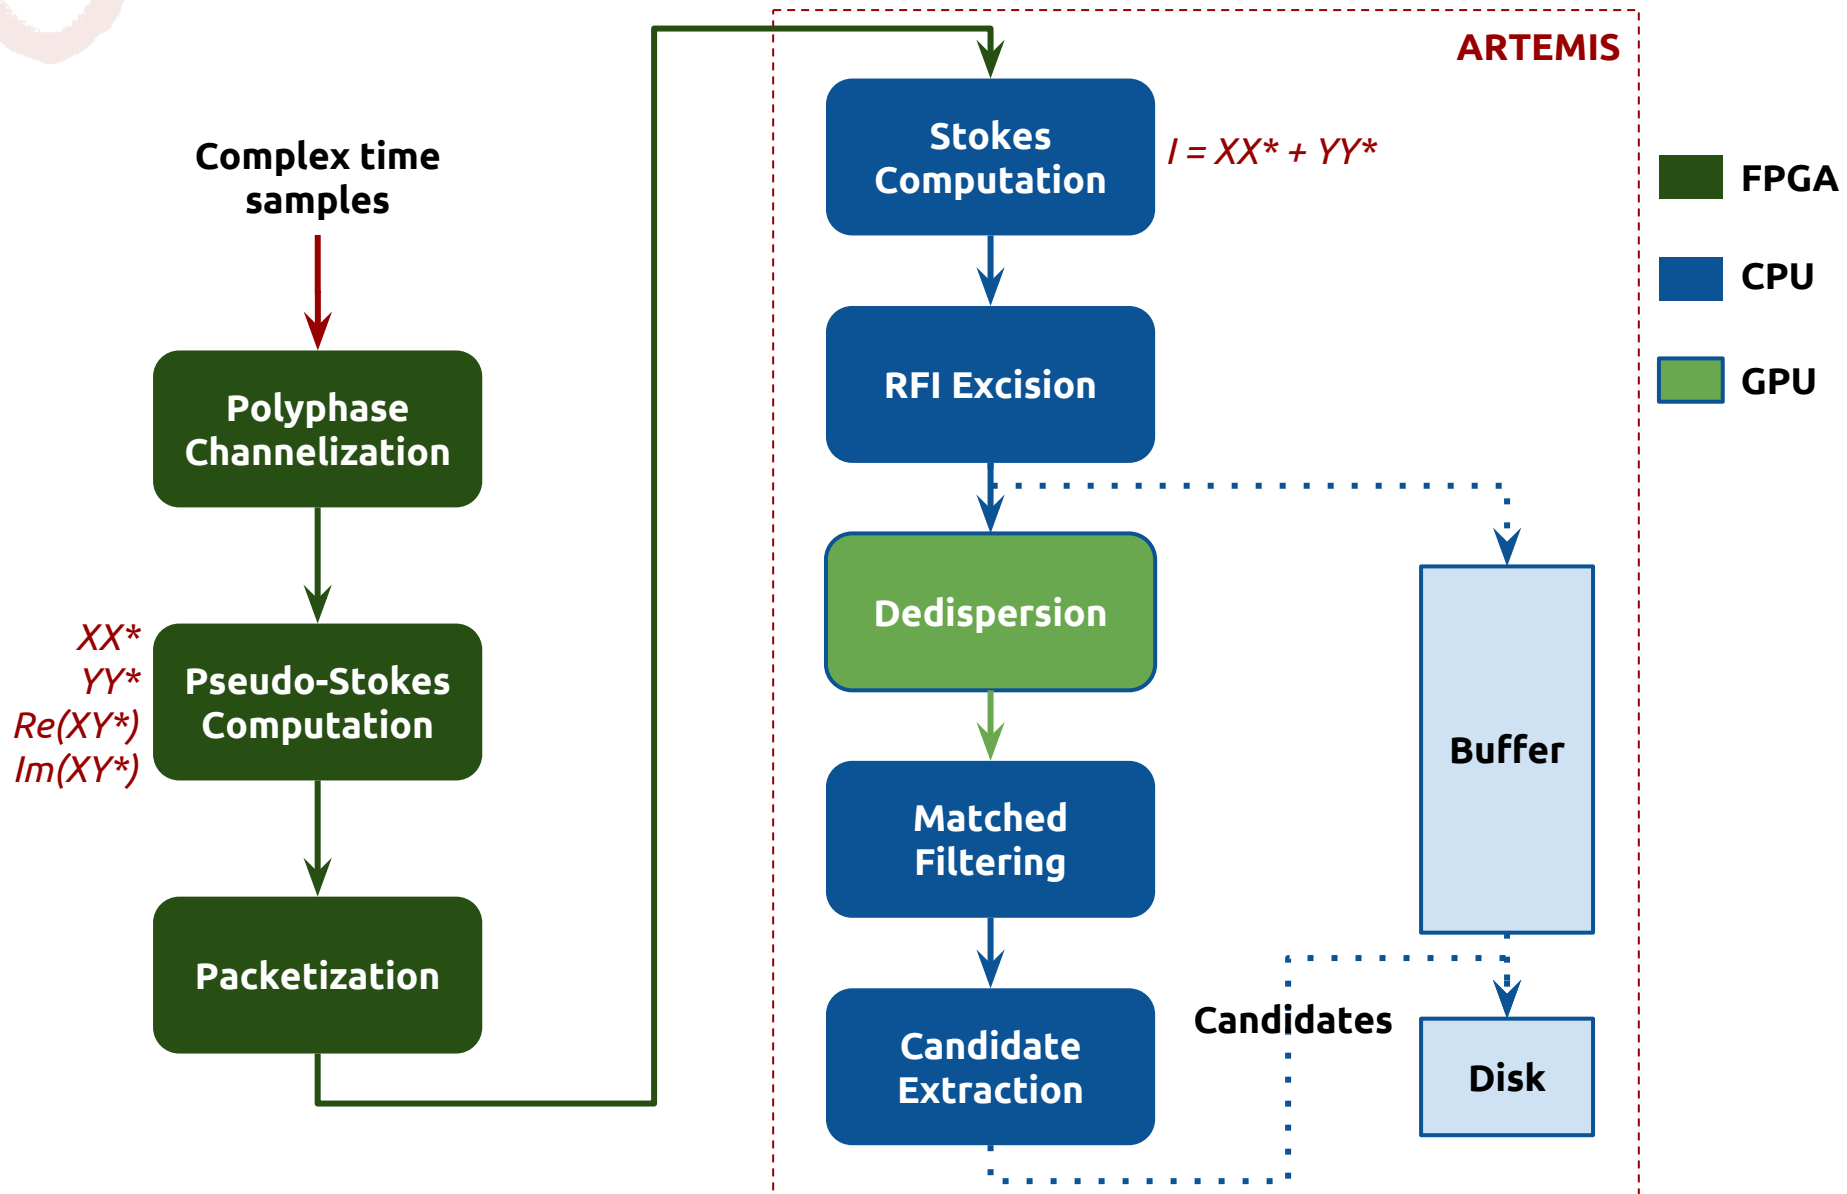 Complex time
samples
Polyphase
Channelization
XX*
YY*
Re(XY*)
Im(XY*)
Pseudo-Stokes
Computation
Packetization
ARTEMIS
Stokes
Computation
I = XX* + YY*
RFI Excision
Dedispersion
Matched
Filtering
Candidate
Extraction
Candidates
Buffer
Disk
FPGA
CPU
GPU